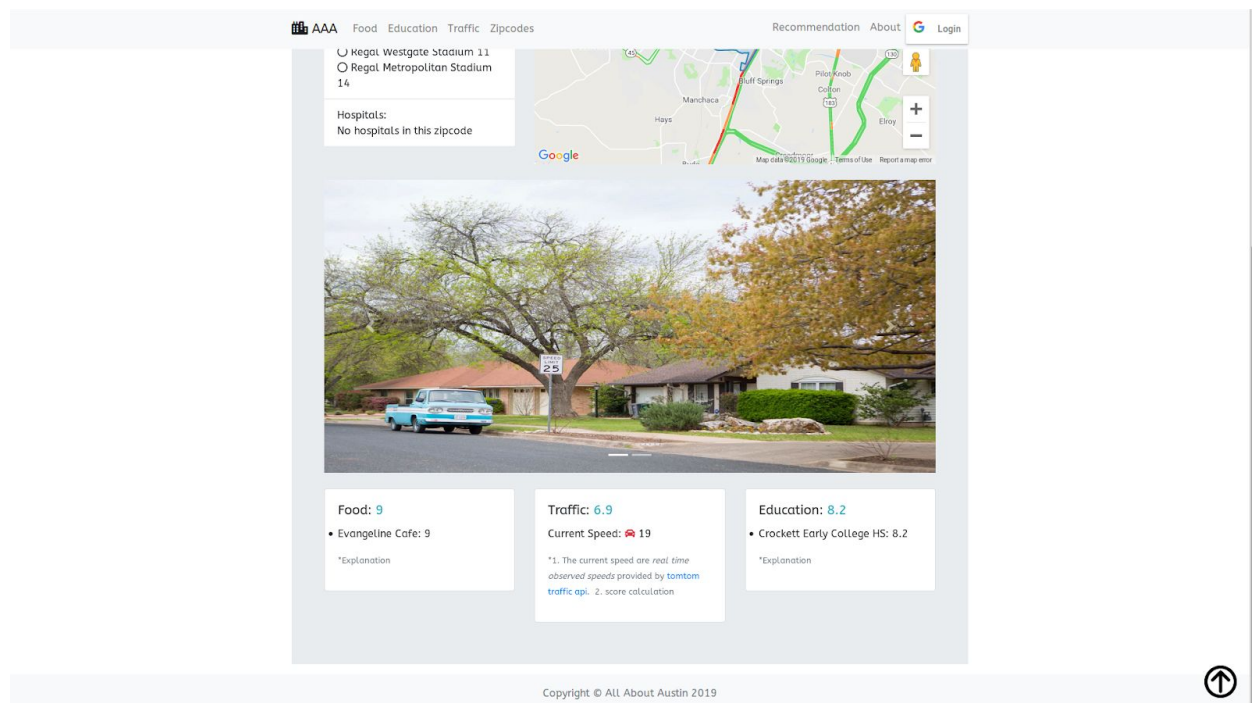 AAA Food Education Traffic Zipcodes Recommendation About Login
Regal Westgate Stadium 11
Regal Metropolitan Stadium
14
Hospitals:
No hospitals in this zipcode
45
130
Bluff Springs
Pilot Knob
Colton
Manchaca
183
Hays
Elroy
+
−
Google
Map data ©2019 Google Terms of Use Report a map error
SPEED
LIMIT
25
Food: 9
• Evangeline Cafe: 9
*Explanation
Traffic: 6.9
Current Speed: 19
*1. The current speed are real time
observed speeds provided by tomtom
traffic api. 2. score calculation
Education: 8.2
• Crockett Early College HS: 8.2
*Explanation
Copyright © All About Austin 2019